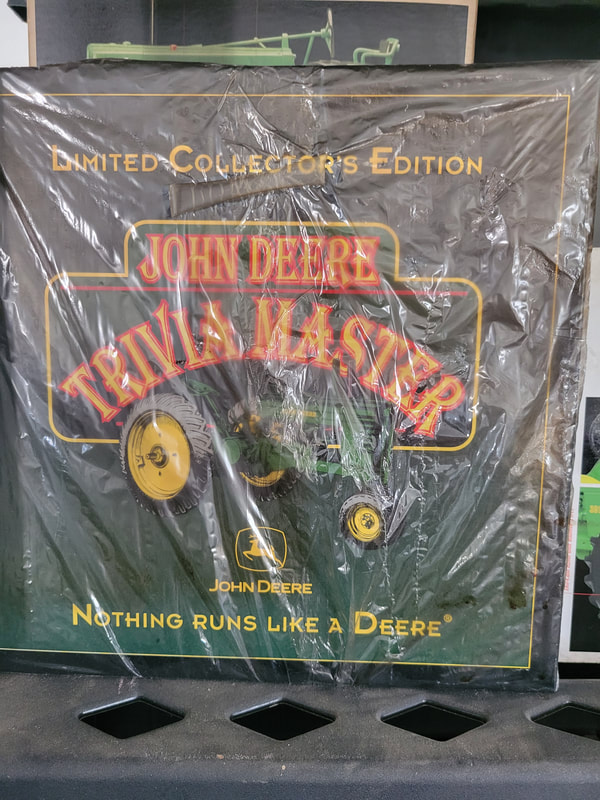 LIMITED COLLECTOR'S EDITION
JOHN DEERE
TRIVIA MASTER
JOHN DEERE
NOTHING RUNS LIKE A DEERE®